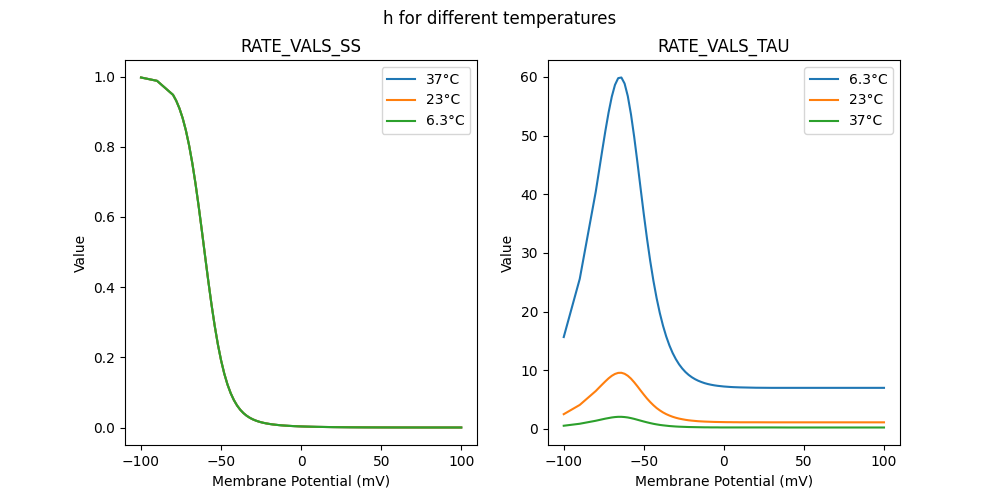 h for different temperatures
RATE_VALS_SS
1.0
0.8
0.6
0.4
0.2
0.0
Value
−100
−50
0
50
100
Membrane Potential (mV)
37°C
23°C
6.3°C
RATE_VALS_TAU
60
50
40
30
20
10
0
Value
−100
−50
0
50
100
Membrane Potential (mV)
6.3°C
23°C
37°C